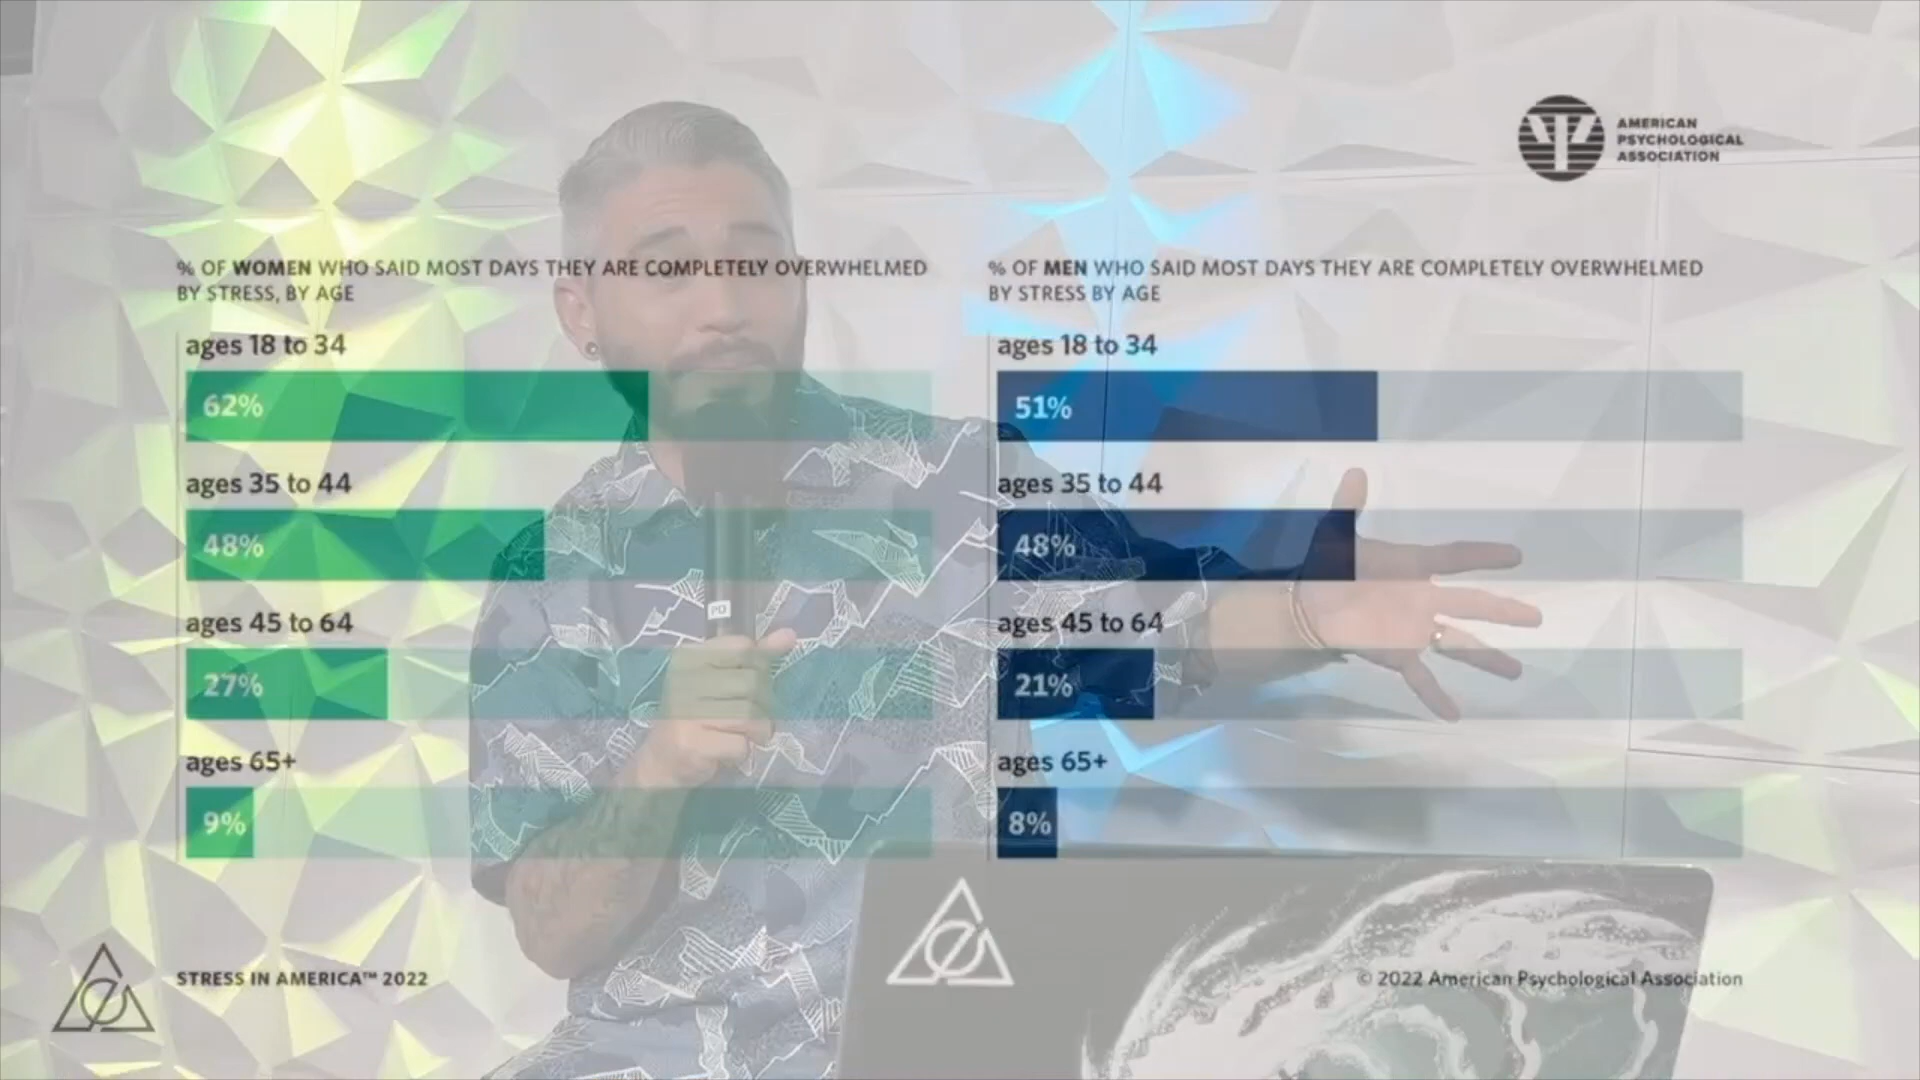 AMERICAN
PSYCHOLOGICAL
ASSOCIATION
% OF WOMEN WHO SAID MOST DAYS THEY ARE COMPLETELY OVERWHELMED
BY STRESS, BY AGE
ages 18 to 34
62%
ages 35 to 44
48%
ages 45 to 64
27%
ages 65+
9%
% OF MEN WHO SAID MOST DAYS THEY ARE COMPLETELY OVERWHELMED
BY STRESS BY AGE
ages 18 to 34
51%
ages 35 to 44
48%
ages 45 to 64
21%
ages 65+
8%
PD
STRESS IN AMERICA™ 2022
© 2022 American Psychological Association